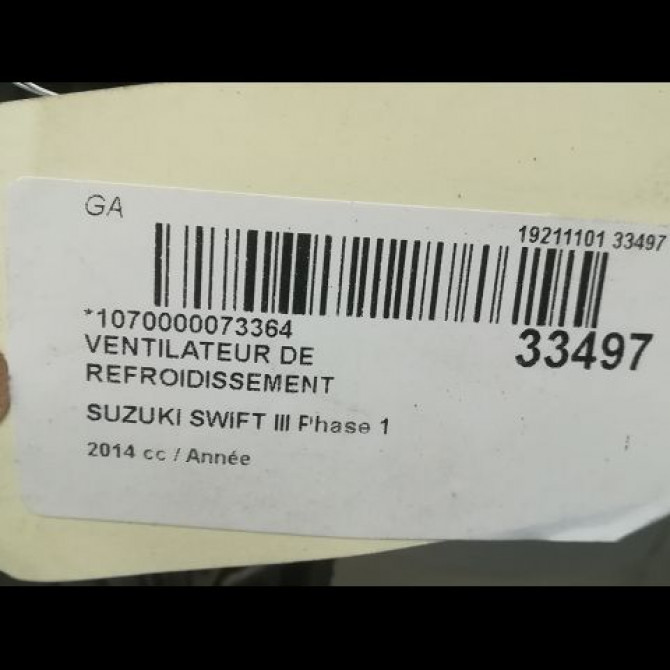 GA
19211101 33497
*1070000073364
33497
VENTILATEUR DE
REFROIDISSEMENT
SUZUKI SWIFT III Phase 1
2014 cc / Année